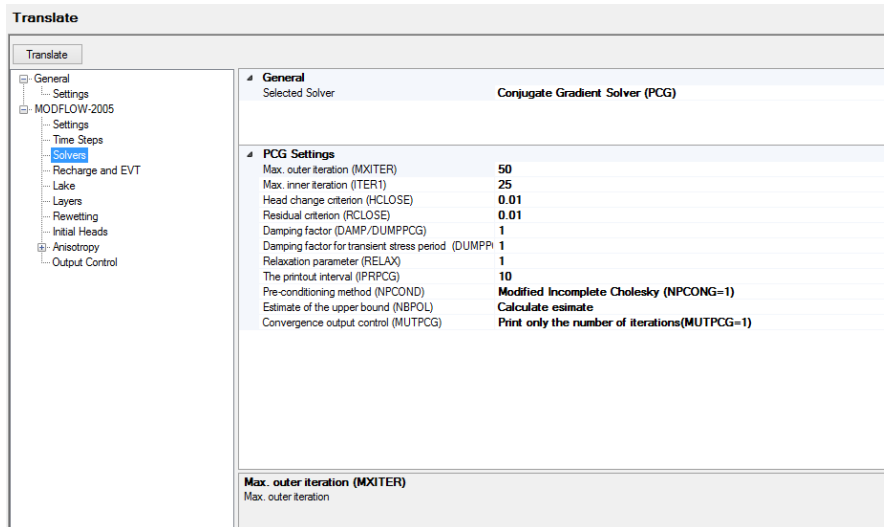 Translate
Translate
General
Settings
MODFLOW-2005
Settings
Time Steps
Solvers
Recharge and EVT
Lake
Layers
Rewetting
Initial Heads
Anisotropy
Output Control
General
Selected Solver Conjugate Gradient Solver (PCG)
PCG Settings
Max. outer iteration (MXITER) 50
Max. inner iteration (ITER1) 25
Head change criterion (HCLOSE) 0.01
Residual criterion (RCLOSE) 0.01
Damping factor (DAMP/DUMPPCG) 1
Damping factor for transient stress period (DUMPP( 1
Relaxation parameter (RELAX) 1
The printout interval (IPRPCG) 10
Pre-conditioning method (NPCOND) Modified Incomplete Cholesky (NPCONG=1)
Estimate of the upper bound (NBPOL) Calculate esimate
Convergence output control (MUTPCG) Print only the number of iterations(MUTPCG=1)
Max. outer iteration (MXITER)
Max. outer iteration